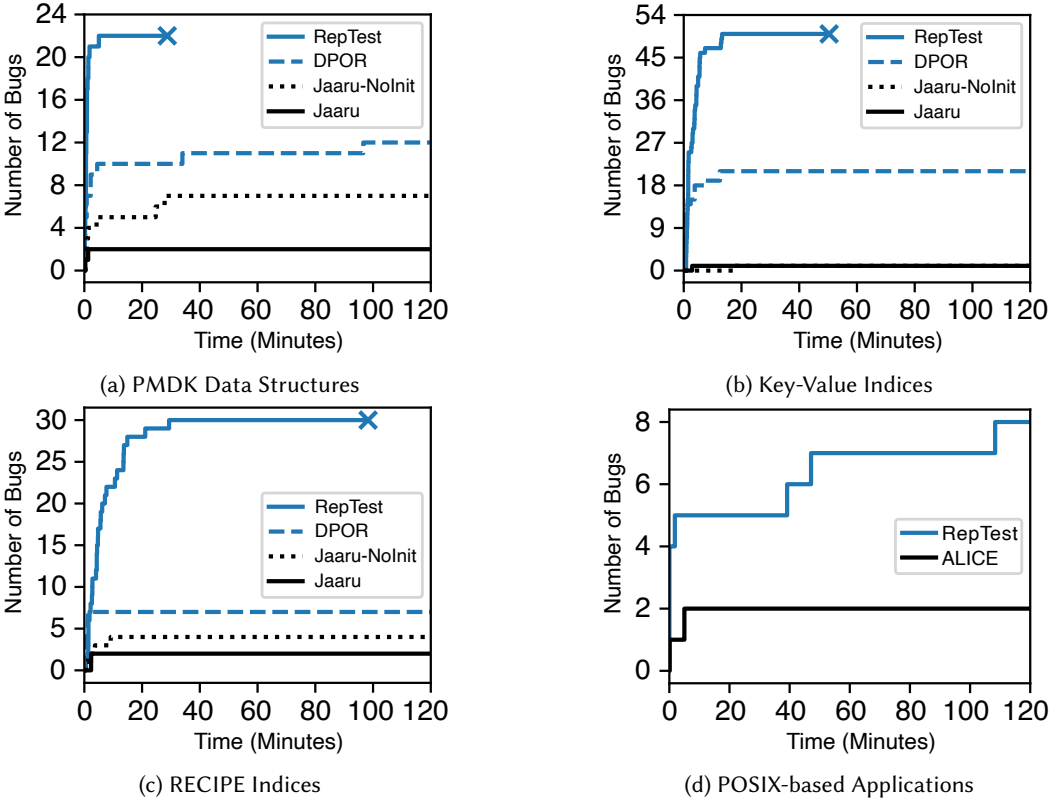 24
20
16
12
8
4
0
Number of Bugs
RepTest
DPOR
Jaaru-NoInit
Jaaru
0 20 40 60 80 100 120
Time (Minutes)
(a) PMDK Data Structures
54
45
36
27
18
9
0
Number of Bugs
RepTest
DPOR
Jaaru-NoInit
Jaaru
0 20 40 60 80 100 120
Time (Minutes)
(b) Key-Value Indices
30
25
20
15
10
5
0
Number of Bugs
RepTest
DPOR
Jaaru-NoInit
Jaaru
0 20 40 60 80 100 120
Time (Minutes)
(c) RECIPE Indices
8
6
4
2
0
Number of Bugs
RepTest
ALICE
0 20 40 60 80 100 120
Time (Minutes)
(d) POSIX-based Applications